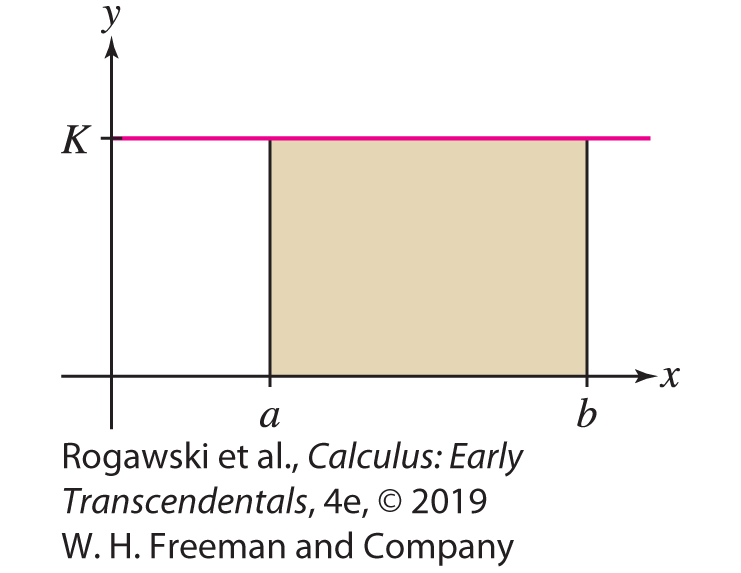 y
K
x
a b
Rogawski et al., Calculus: Early
Transcendentals, 4e, © 2019
W. H. Freeman and Company